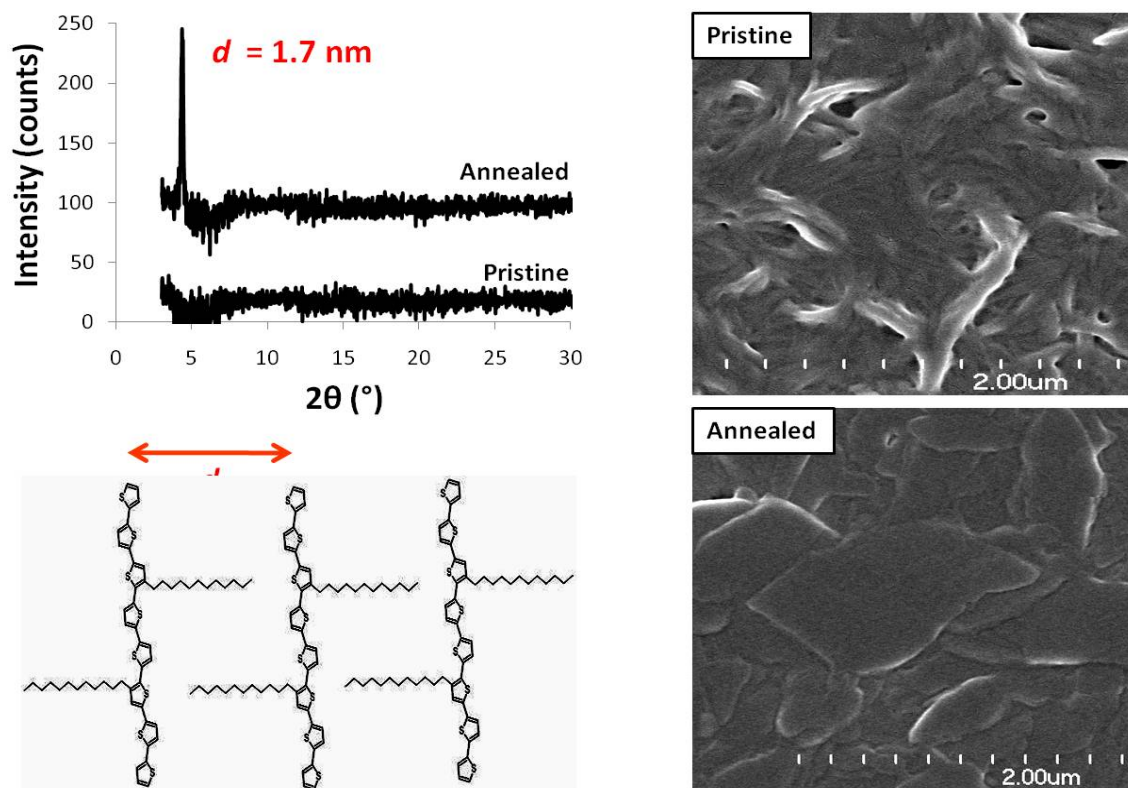 250
d = 1.7 nm
200
150
Annealed
100
50
Pristine
0
0 5 10 15 20 25 30
Intensity (counts)
2θ (°)
Pristine
2.00um
Annealed
2.00um
S S S
S S S
S S S
S S S
S S S
S S S
S S S
S S S